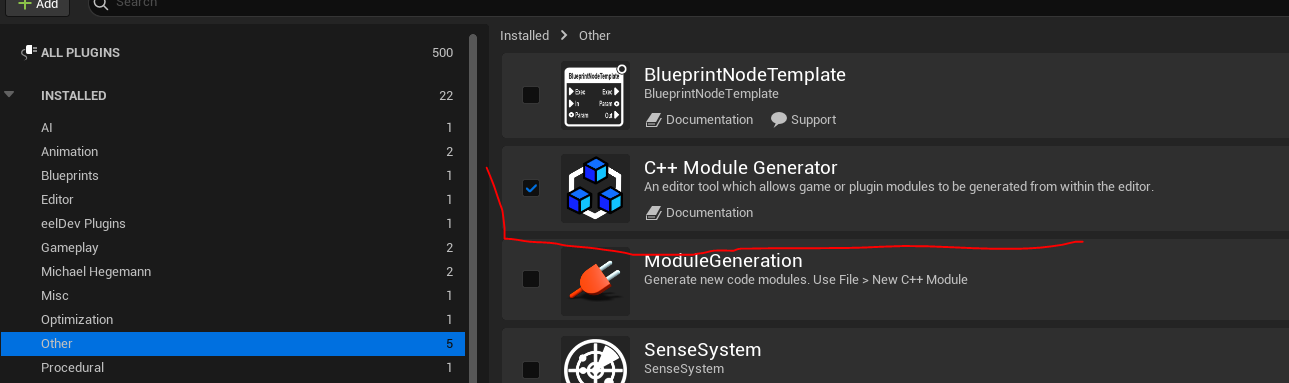 Add
Search
ALL PLUGINS 500
INSTALLED 22
AI 1
Animation 2
Blueprints 1
Editor 1
eelDev Plugins 1
Gameplay 2
Michael Hegemann 2
Misc 1
Optimization 1
Other 5
Procedural 1
Installed > Other
BlueprintNodeTemplate
Exec Exec
In Param
Param Out
BlueprintNodeTemplate
BlueprintNodeTemplate
Documentation Support
C++ Module Generator
An editor tool which allows game or plugin modules to be generated from within the editor.
Documentation
ModuleGeneration
Generate new code modules. Use File > New C++ Module
SenseSystem
SenseSystem